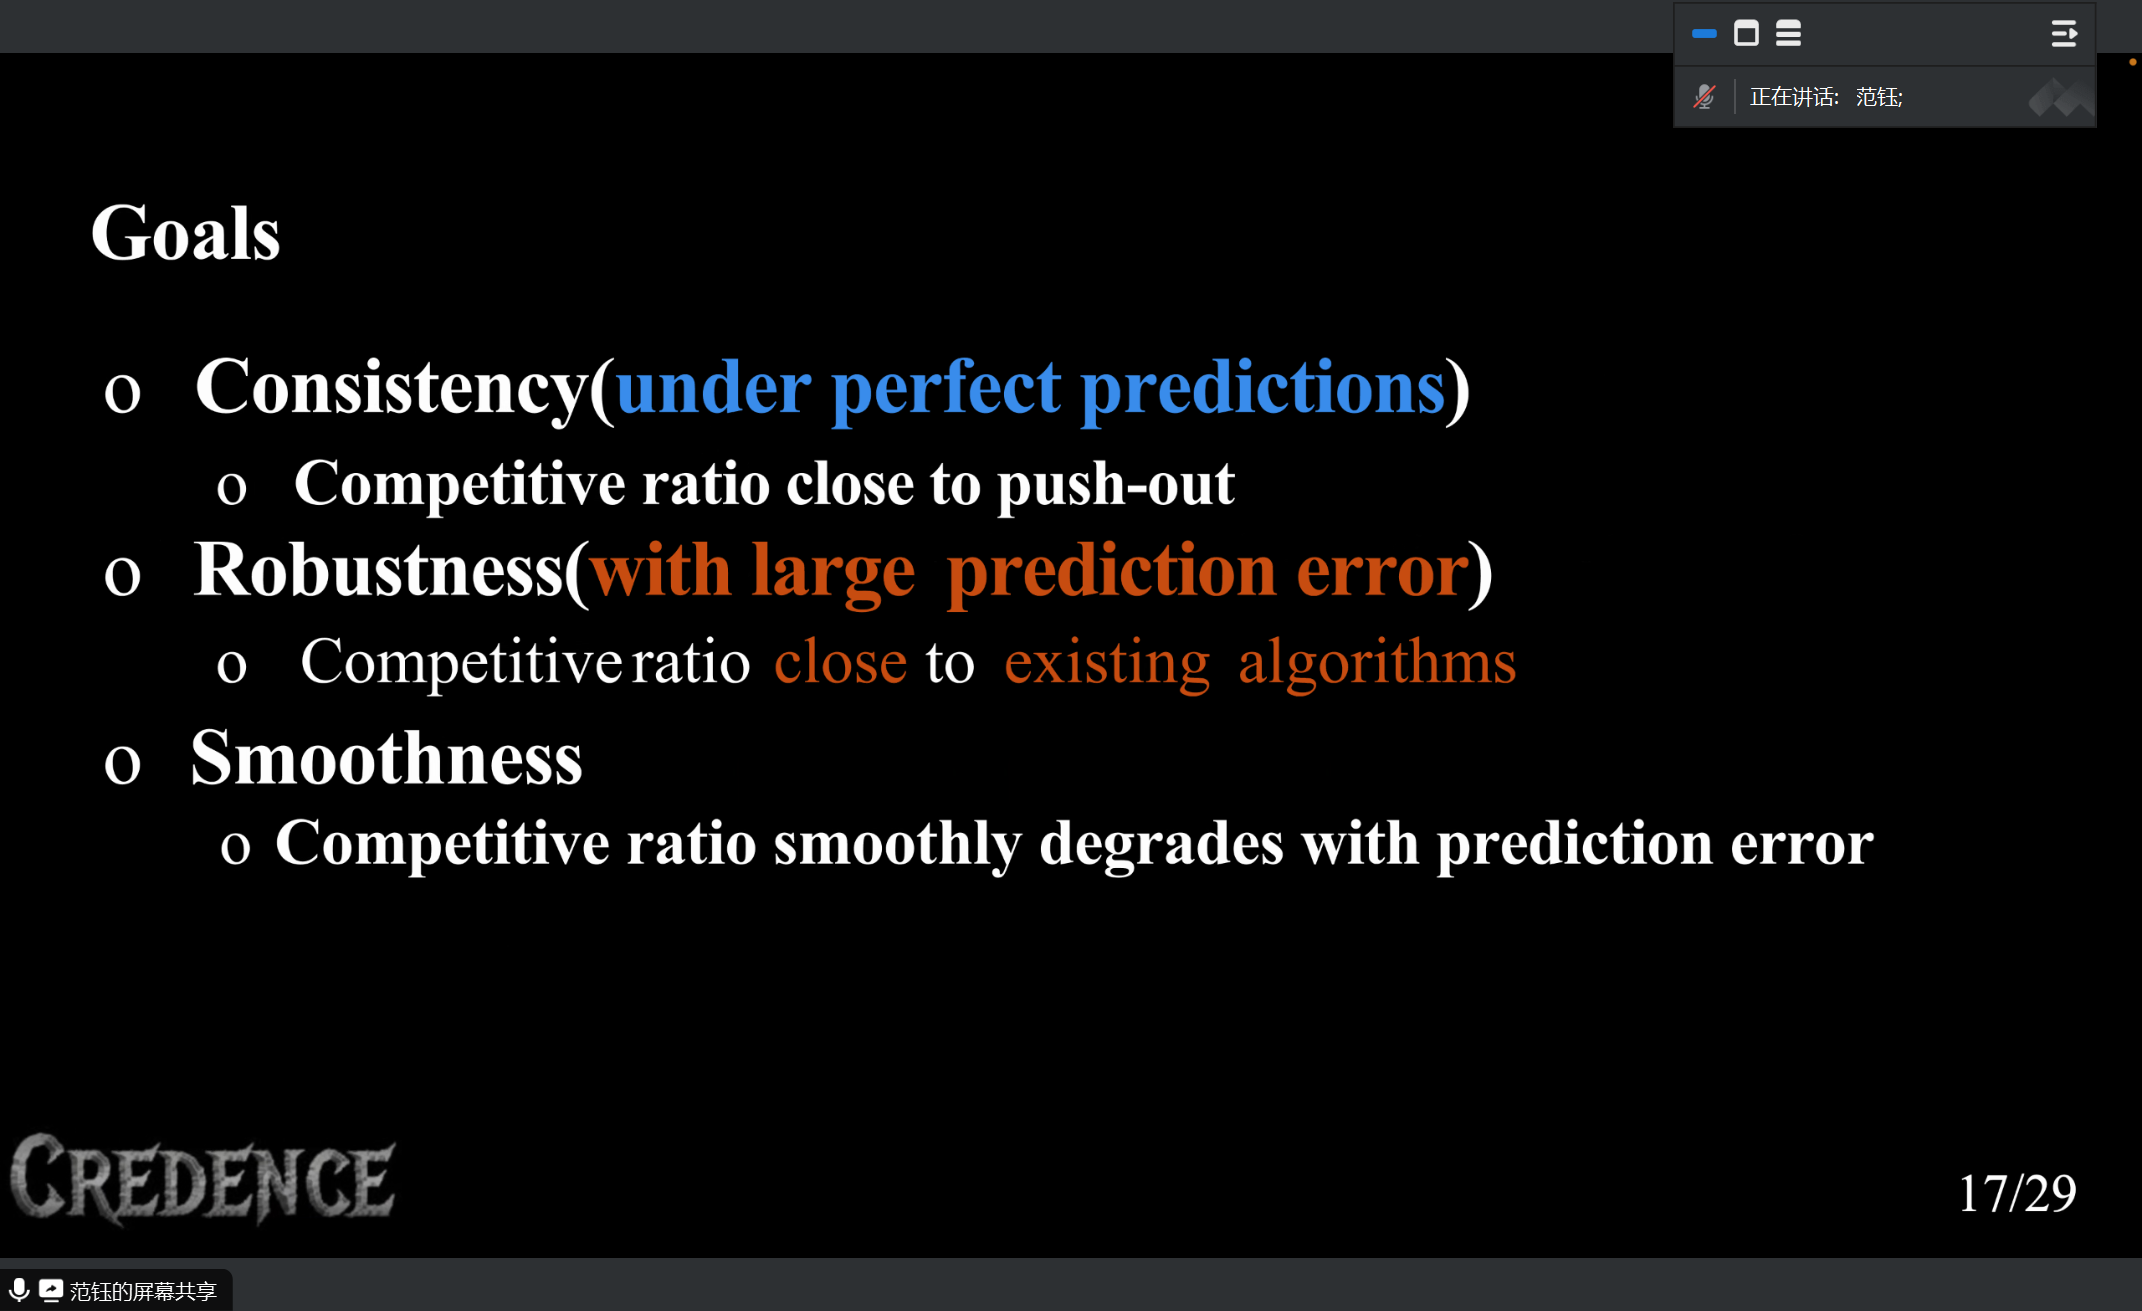 正在讲话: 范钰;
Goals
o Consistency(under perfect predictions)
o Competitive ratio close to push-out
o Robustness(with large prediction error)
o Competitive ratio close to existing algorithms
o Smoothness
o Competitive ratio smoothly degrades with prediction error
CREDENCE
17/29
范钰的屏幕共享